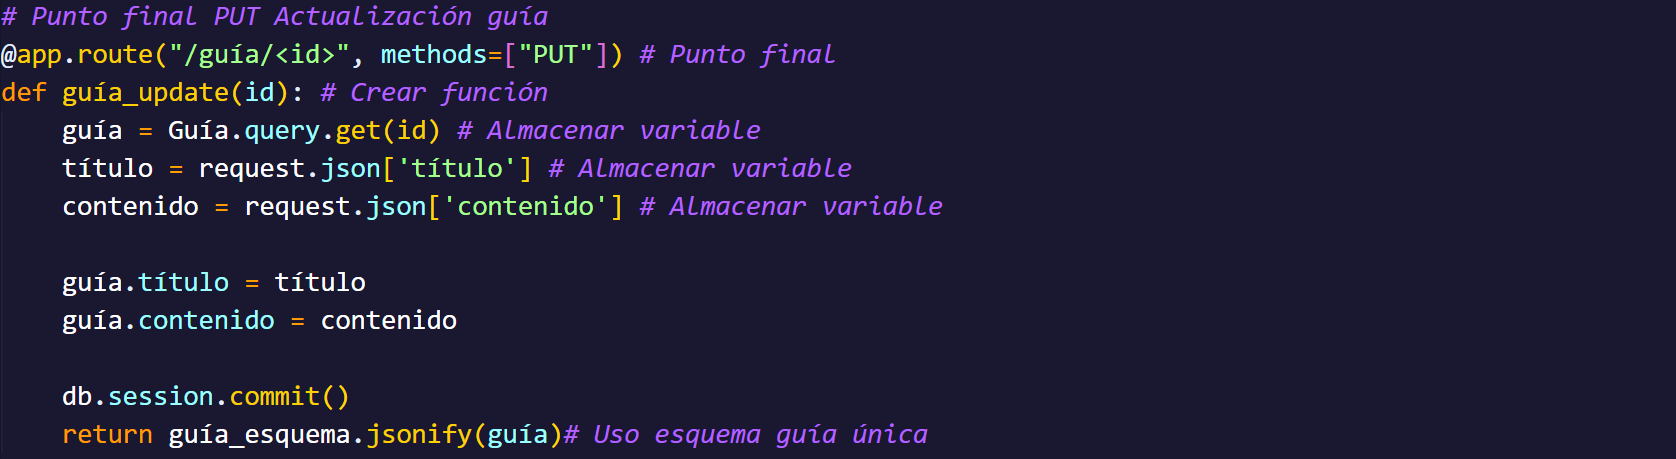 # Punto final PUT Actualización guía
@app.route("/guía/<id>", methods=["PUT"]) # Punto final
def guía_update(id): # Crear función
    guía = Guía.query.get(id) # Almacenar variable
    título = request.json['título'] # Almacenar variable
    contenido = request.json['contenido'] # Almacenar variable

    guía.título = título
    guía.contenido = contenido

    db.session.commit()
    return guía_esquema.jsonify(guía)# Uso esquema guía única